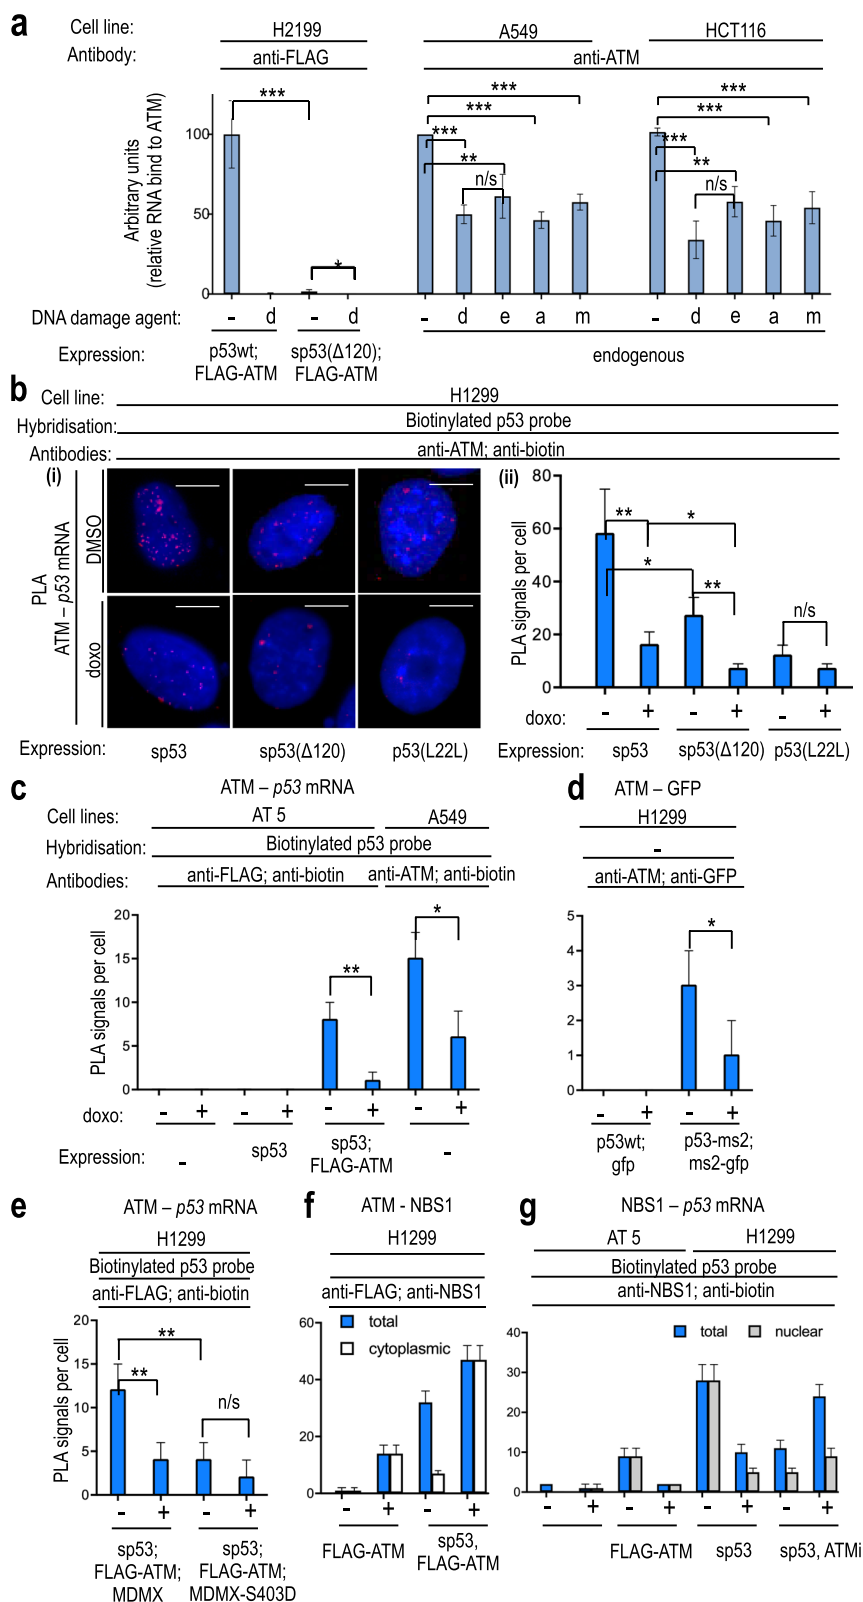 a
Cell line: H2199 A549 HCT116
Antibody: anti-FLAG anti-ATM
Arbitrary units
(relative RNA bind to ATM)
100
50
0
*** * *** *** *** ** n/s *** *** *** ** n/s
DNA damage agent: - d - d - d e a m - d e a m
Expression: p53wt; FLAG-ATM sp53(Δ120); FLAG-ATM endogenous
b
Cell line: H1299
Hybridisation: Biotinylated p53 probe
Antibodies: anti-ATM; anti-biotin
(i)
PLA
ATM – p53 mRNA
DMSO
doxo
Expression: sp53 sp53(Δ120) p53(L22L)
(ii)
PLA signals per cell
80
60
40
20
0
** * * ** n/s
doxo: - + - + - +
Expression: sp53 sp53(Δ120) p53(L22L)
c ATM – p53 mRNA
Cell lines: AT 5 A549
Hybridisation: Biotinylated p53 probe
Antibodies: anti-FLAG; anti-biotin anti-ATM; anti-biotin
PLA signals per cell
20
15
10
5
0
** *
doxo: - + - + - + - +
Expression: - sp53 sp53; FLAG-ATM -
d ATM – GFP
H1299
-
anti-ATM; anti-GFP
5
4
3
2
1
0
*
- + - +
p53wt; gfp p53-ms2; ms2-gfp
e ATM – p53 mRNA
H1299
Biotinylated p53 probe
anti-FLAG; anti-biotin
PLA signals per cell
20
15
10
5
0
** ** n/s
- + - +
sp53; FLAG-ATM; MDMX sp53; FLAG-ATM; MDMX-S403D
f ATM - NBS1
H1299
anti-FLAG; anti-NBS1
60
40
20
0
total
cytoplasmic
- + - +
FLAG-ATM sp53, FLAG-ATM
g NBS1 – p53 mRNA
AT 5 H1299
Biotinylated p53 probe
anti-NBS1; anti-biotin
40
30
20
10
0
total nuclear
- + - + - + - +
FLAG-ATM sp53 sp53, ATMi